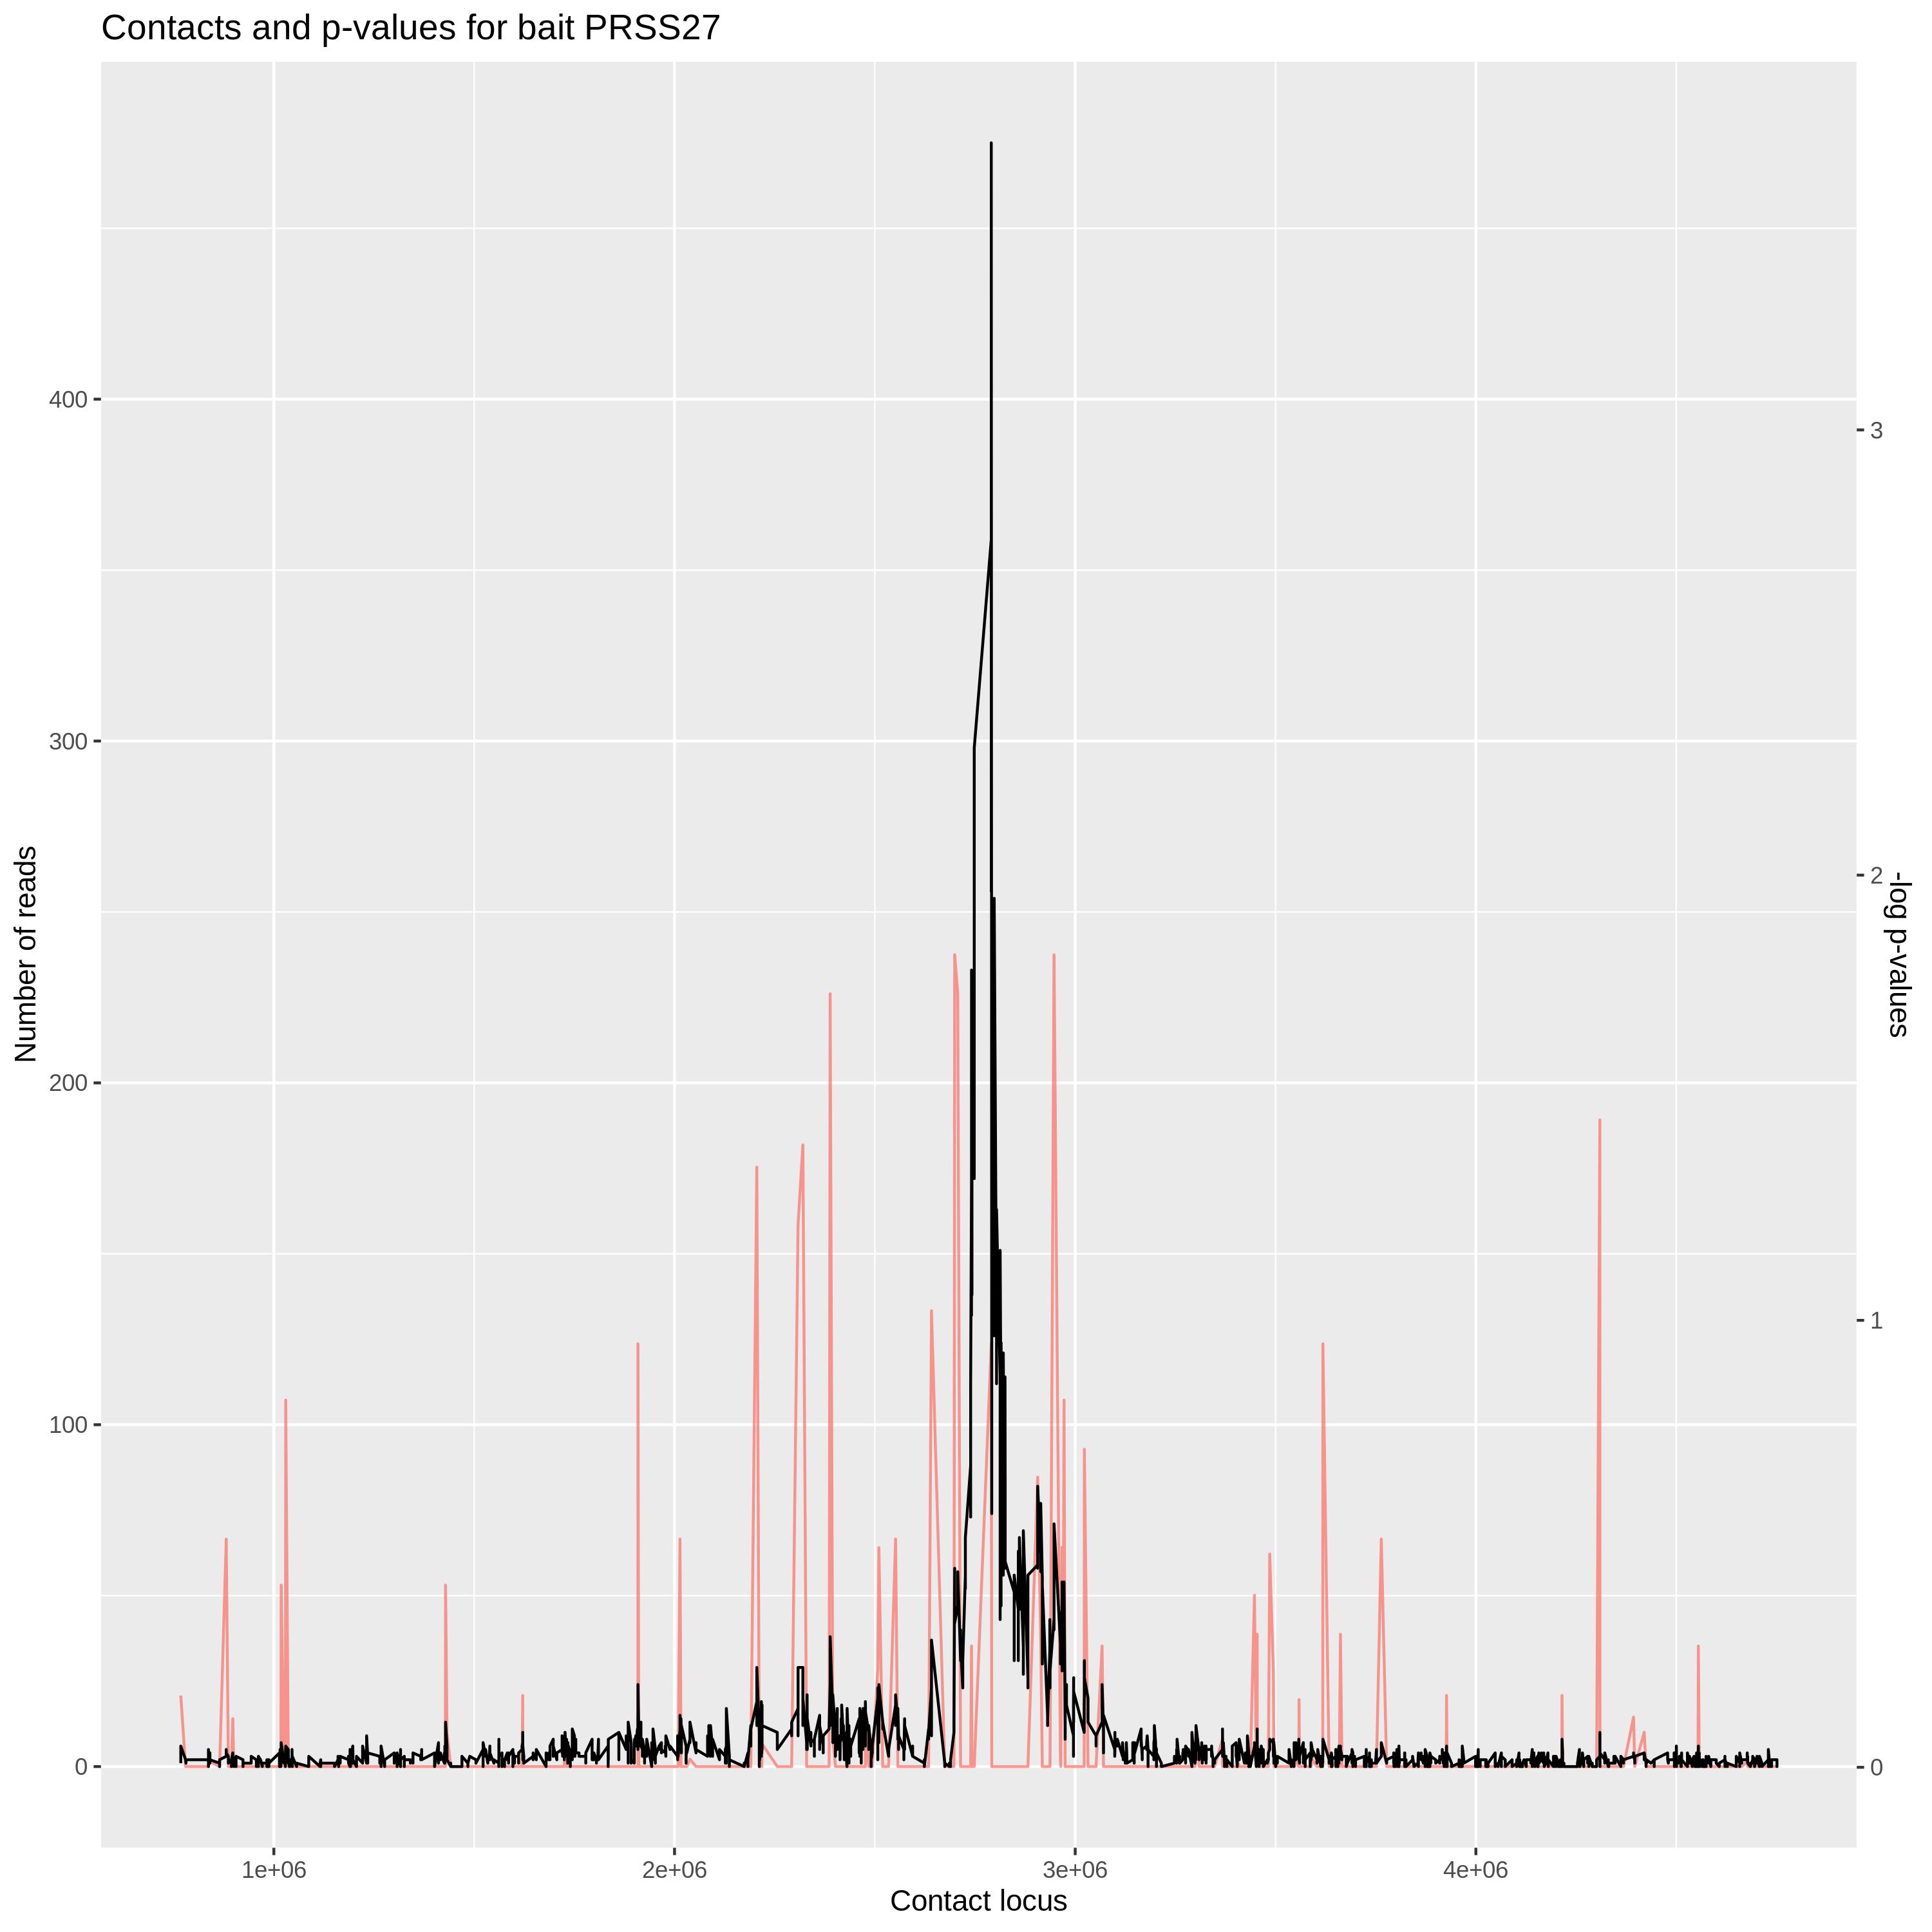 Contacts and p-values for bait PRSS27
Number of reads
400
300
200
100
0
3
2
1
0
-log p-values
1e+06
2e+06
3e+06
4e+06
Contact locus